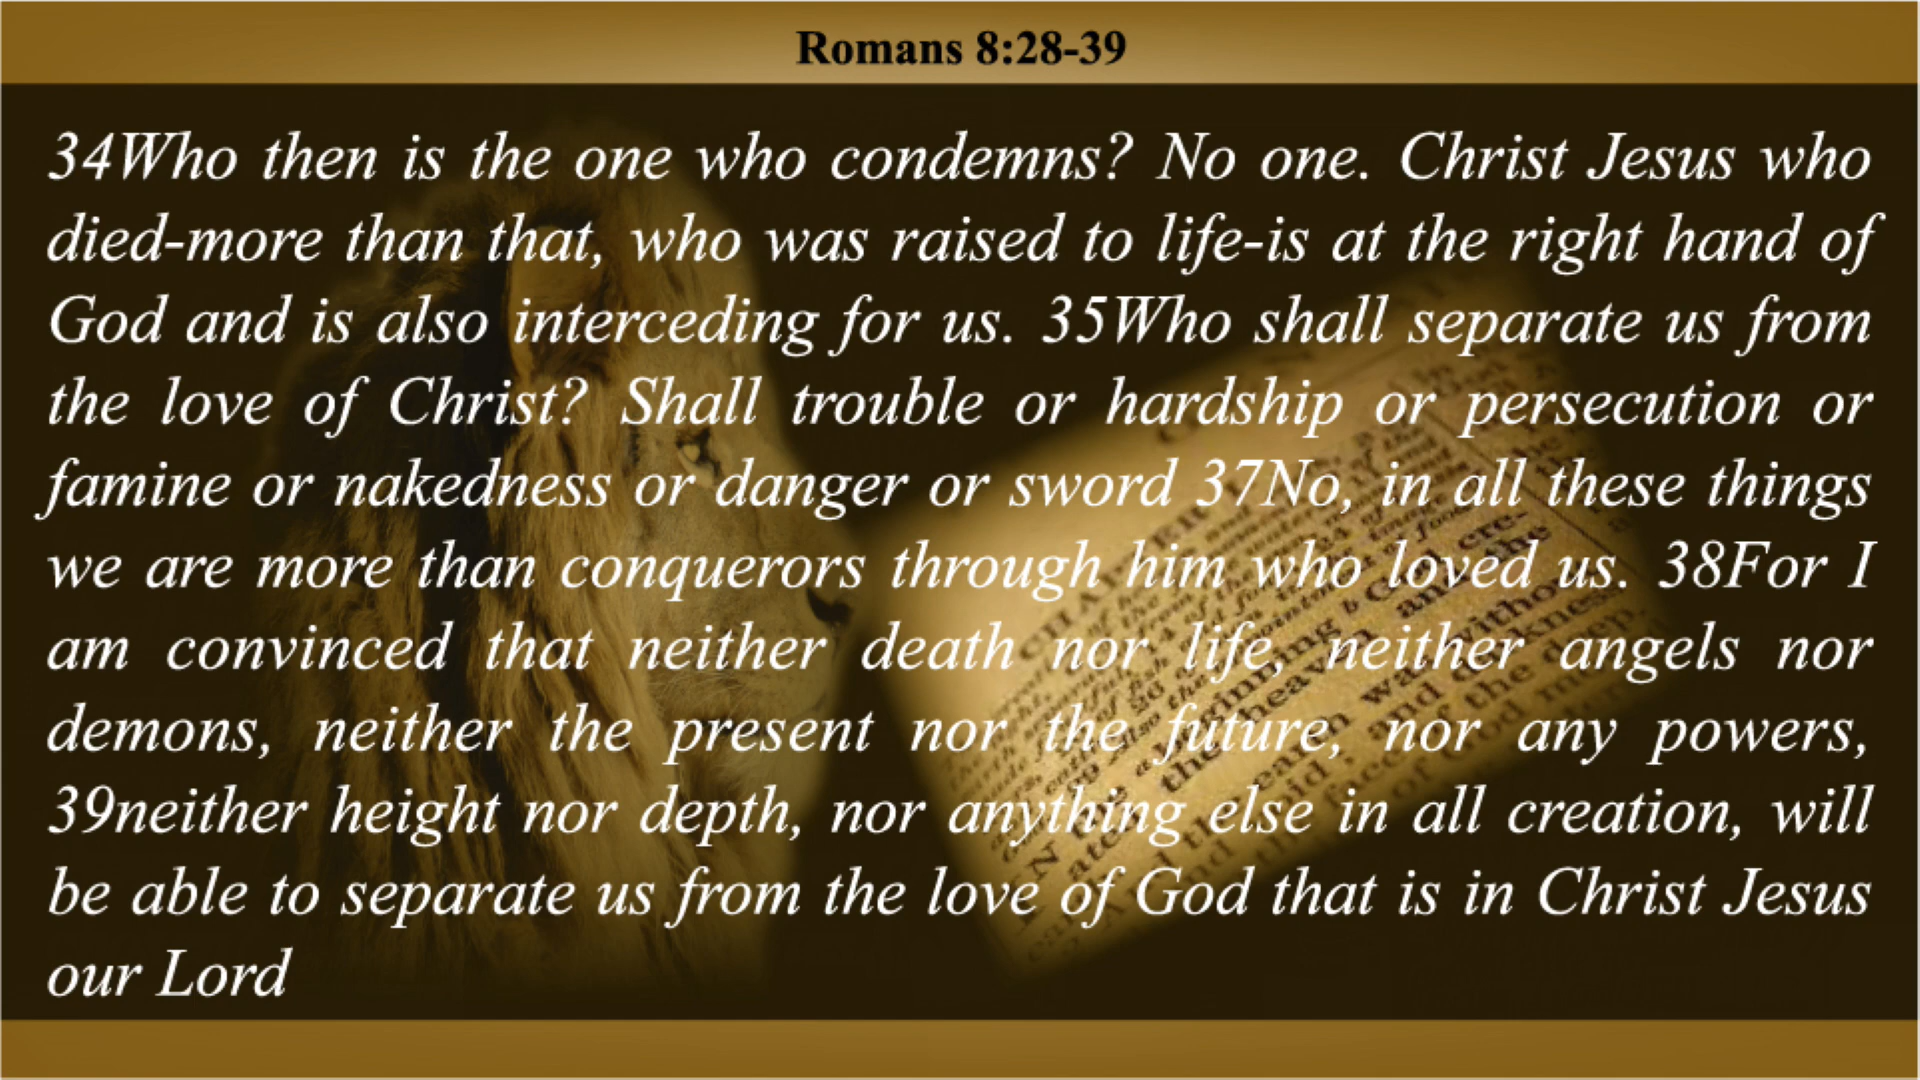 Romans 8:28-39
34Who then is the one who condemns? No one. Christ Jesus who
died-more than that, who was raised to life-is at the right hand of
God and is also interceding for us. 35Who shall separate us from
the love of Christ? Shall trouble or hardship or persecution or
famine or nakedness or danger or sword 37No, in all these things
we are more than conquerors through him who loved us. 38For I
am convinced that neither death nor life, neither angels nor
demons, neither the present nor the future, nor any powers,
39neither height nor depth, nor anything else in all creation, will
be able to separate us from the love of God that is in Christ Jesus
our Lord